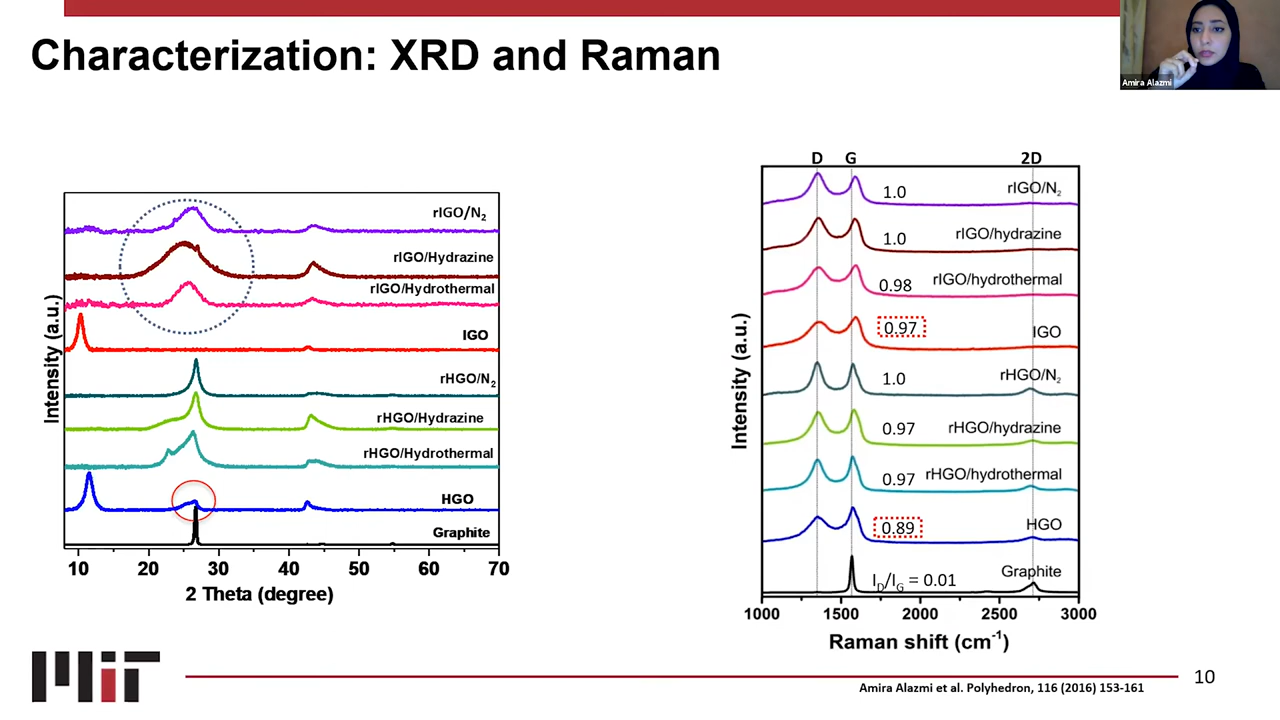 Characterization: XRD and Raman
Amira Alazmi
Intensity (a.u.)
rIGO/N₂
rIGO/Hydrazine
rIGO/Hydrothermal
IGO
rHGO/N₂
rHGO/Hydrazine
rHGO/Hydrothermal
HGO
Graphite
10 20 30 40 50 60 70
2 Theta (degree)
D G 2D
Intensity (a.u.)
1.0 rIGO/N₂
1.0 rIGO/hydrazine
0.98 rIGO/hydrothermal
0.97 IGO
1.0 rHGO/N₂
0.97 rHGO/hydrazine
0.97 rHGO/hydrothermal
0.89 HGO
Graphite
I_D/I_G = 0.01
1000 1500 2000 2500 3000
Raman shift (cm⁻¹)
MIT
10
Amira Alazmi et al. Polyhedron, 116 (2016) 153-161